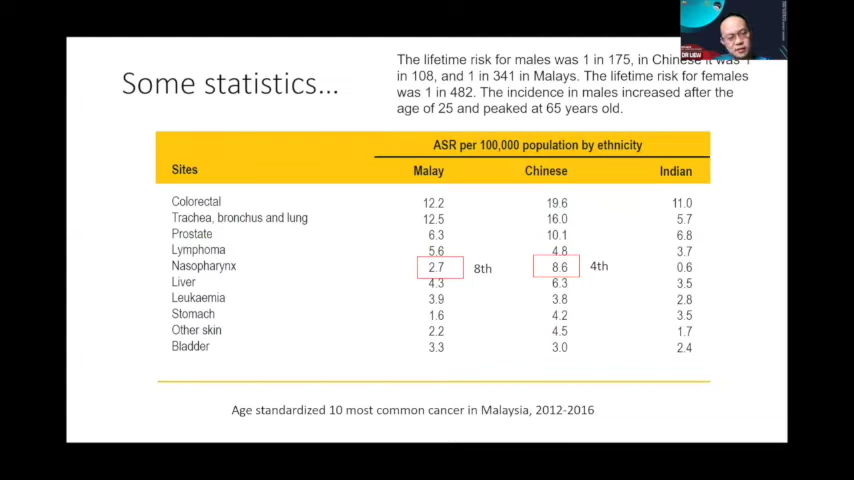 The lifetime risk for males was 1 in 175, in Chinese it was 1
in 108, and 1 in 341 in Malays. The lifetime risk for females
was 1 in 482. The incidence in males increased after the
age of 25 and peaked at 65 years old.
Some statistics...
ASR per 100,000 population by ethnicity
Sites Malay Chinese Indian
Colorectal 12.2 19.6 11.0
Trachea, bronchus and lung 12.5 16.0 5.7
Prostate 6.3 10.1 6.8
Lymphoma 5.6 4.8 3.7
Nasopharynx 2.7 8th 8.6 4th 0.6
Liver 4.3 6.3 3.5
Leukaemia 3.9 3.8 2.8
Stomach 1.6 4.2 3.5
Other skin 2.2 4.5 1.7
Bladder 3.3 3.0 2.4
Age standardized 10 most common cancer in Malaysia, 2012-2016
DR LIEW